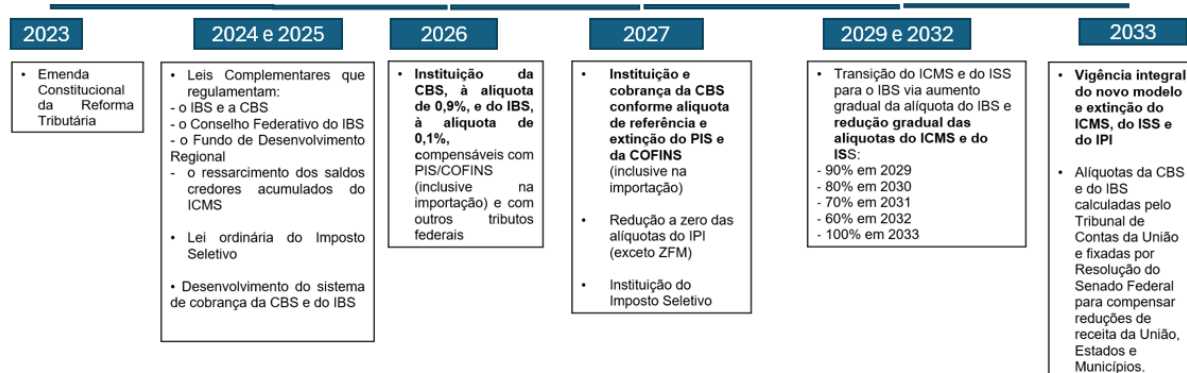 2023
• Emenda
Constitucional
da Reforma
Tributária
2024 e 2025
• Leis Complementares que
regulamentam:
- o IBS e a CBS
- o Conselho Federativo do IBS
- o Fundo de Desenvolvimento
Regional
- o ressarcimento dos saldos
credores acumulados do
ICMS
• Lei ordinária do Imposto
Seletivo
• Desenvolvimento do sistema
de cobrança da CBS e do IBS
2026
• Instituição da
CBS, à alíquota
de 0,9%, e do IBS,
à alíquota de
0,1%,
compensáveis com
PIS/COFINS
(inclusive na
importação) e com
outros tributos
federais
2027
• Instituição e
cobrança da CBS
conforme alíquota
de referência e
extinção do PIS e
da COFINS
(inclusive na
importação)
• Redução a zero das
alíquotas do IPI
(exceto ZFM)
• Instituição do
Imposto Seletivo
2029 e 2032
• Transição do ICMS e do ISS
para o IBS via aumento
gradual da alíquota do IBS e
redução gradual das
alíquotas do ICMS e do
ISS:
- 90% em 2029
- 80% em 2030
- 70% em 2031
- 60% em 2032
- 100% em 2033
2033
• Vigência integral
do novo modelo
e extinção do
ICMS, do ISS e
do IPI
• Alíquotas da CBS
e do IBS
calculadas pelo
Tribunal de
Contas da União
e fixadas por
Resolução do
Senado Federal
para compensar
reduções de
receita da União,
Estados e
Municípios.